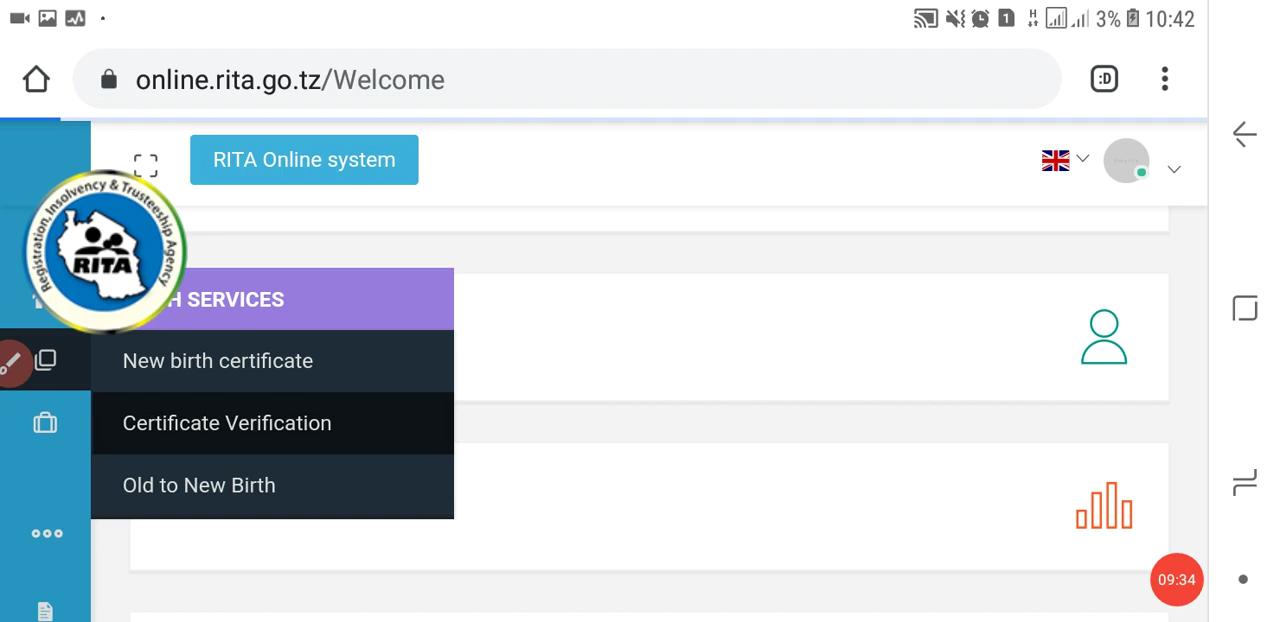 3% 10:42
online.rita.go.tz/Welcome
:D
RITA Online system
Registration, Insolvency & Trusteeship Agency
RITA
H SERVICES
New birth certificate
Certificate Verification
Old to New Birth
09:34